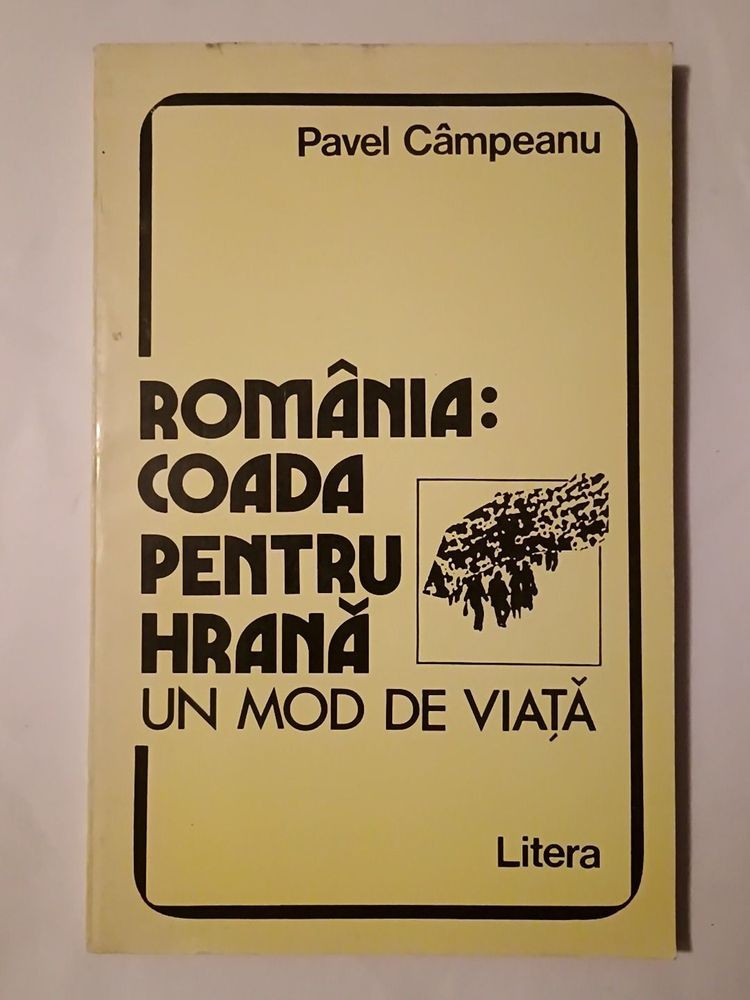 Pavel Câmpeanu
ROMÂNIA:
COADA
PENTRU
HRANĂ
UN MOD DE VIAȚĂ
Litera